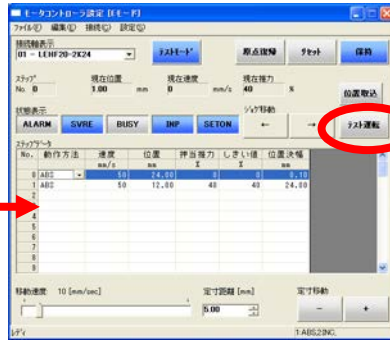 モータコントローラ設定 [Eモード]
ファイル(F) 編集(E) 接続(C) 設定(S)
接続軸表示
01 - LEHF20-2K24 テストモード 原点復帰 リセット 保持
ステップ 現在位置 現在速度 現在推力
No. 0 1.00 mm 0 mm/s 40 % 位置取込
状態表示 ジョグ移動
ALARM SVRE BUSY INP SETON ← → テスト運転
ステップデータ
No. 動作方法 速度 位置 押当推力 しきい値 位置決幅
mm/s mm % % mm
0 ABS 50 24.00 0 0 0.10
1 ABS 50 12.00 40 40 24.00
2
3
4
5
6
7
8
9
移動速度 10 [mm/sec] 定寸距離 [mm] 定寸移動
5.00 - +
レディ 1:ABS,2:INC,